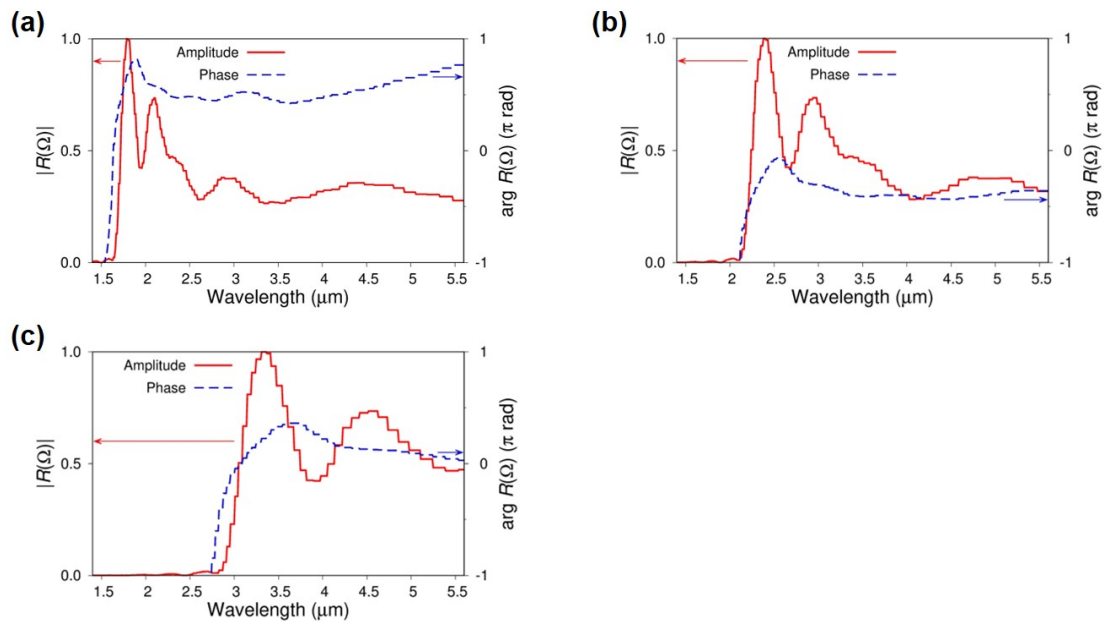 (a)
1.0
0.5
0.0
|R(Ω)|
Amplitude
Phase
1
0
-1
arg R(Ω) (π rad)
1.5 2 2.5 3 3.5 4 4.5 5 5.5
Wavelength (μm)
(b)
1.0
0.5
0.0
|R(Ω)|
Amplitude
Phase
1
0
-1
arg R(Ω) (π rad)
1.5 2 2.5 3 3.5 4 4.5 5 5.5
Wavelength (μm)
(c)
1.0
0.5
0.0
|R(Ω)|
Amplitude
Phase
1
0
-1
arg R(Ω) (π rad)
1.5 2 2.5 3 3.5 4 4.5 5 5.5
Wavelength (μm)